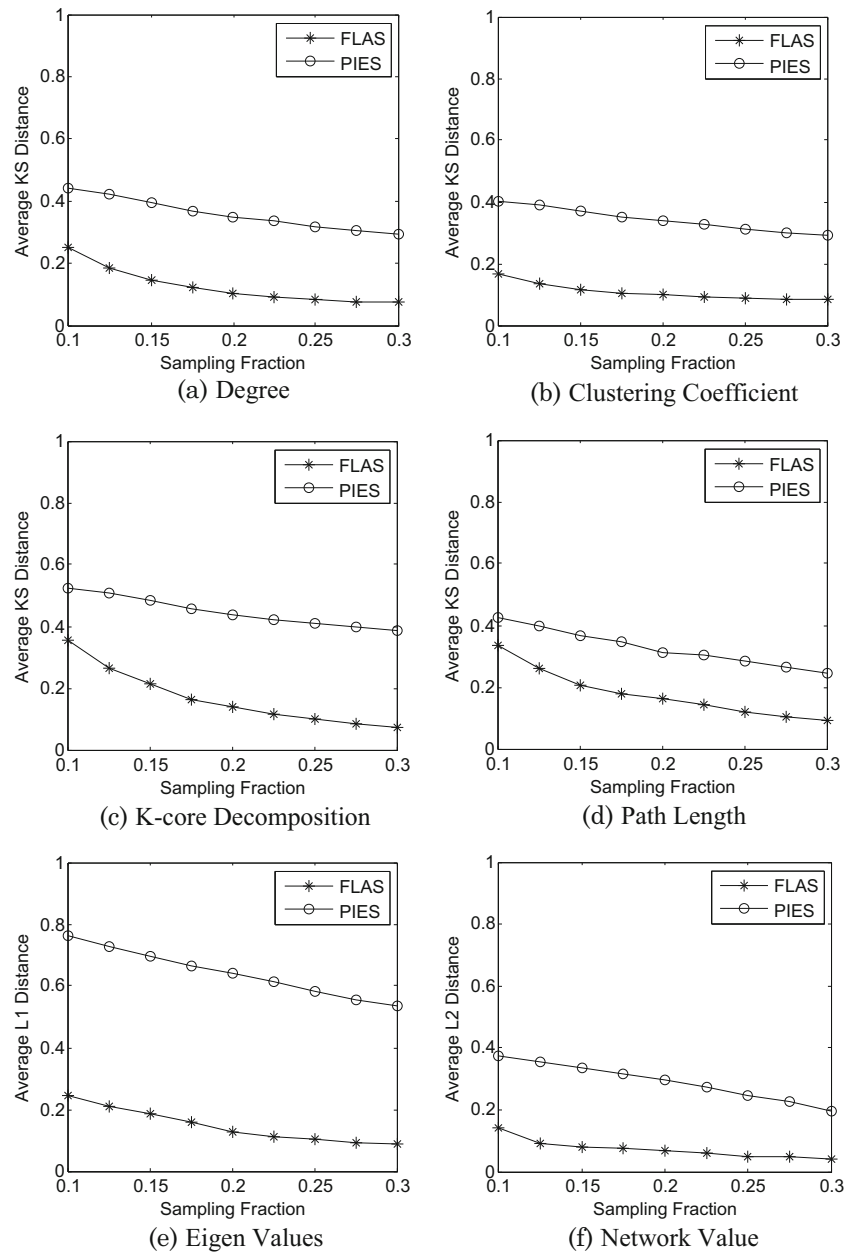 1
0.8
0.6
0.4
0.2
0
0.1 0.15 0.2 0.25 0.3
Average KS Distance
Sampling Fraction
FLAS
PIES
(a) Degree
1
0.8
0.6
0.4
0.2
0
0.1 0.15 0.2 0.25 0.3
Average KS Distance
Sampling Fraction
FLAS
PIES
(b) Clustering Coefficient
1
0.8
0.6
0.4
0.2
0
0.1 0.15 0.2 0.25 0.3
Average KS Distance
Sampling Fraction
FLAS
PIES
(c) K-core Decomposition
1
0.8
0.6
0.4
0.2
0
0.1 0.15 0.2 0.25 0.3
Average KS Distance
Sampling Fraction
FLAS
PIES
(d) Path Length
1
0.8
0.6
0.4
0.2
0
0.1 0.15 0.2 0.25 0.3
Average L1 Distance
Sampling Fraction
FLAS
PIES
(e) Eigen Values
1
0.8
0.6
0.4
0.2
0
0.1 0.15 0.2 0.25 0.3
Average L2 Distance
Sampling Fraction
FLAS
PIES
(f) Network Value